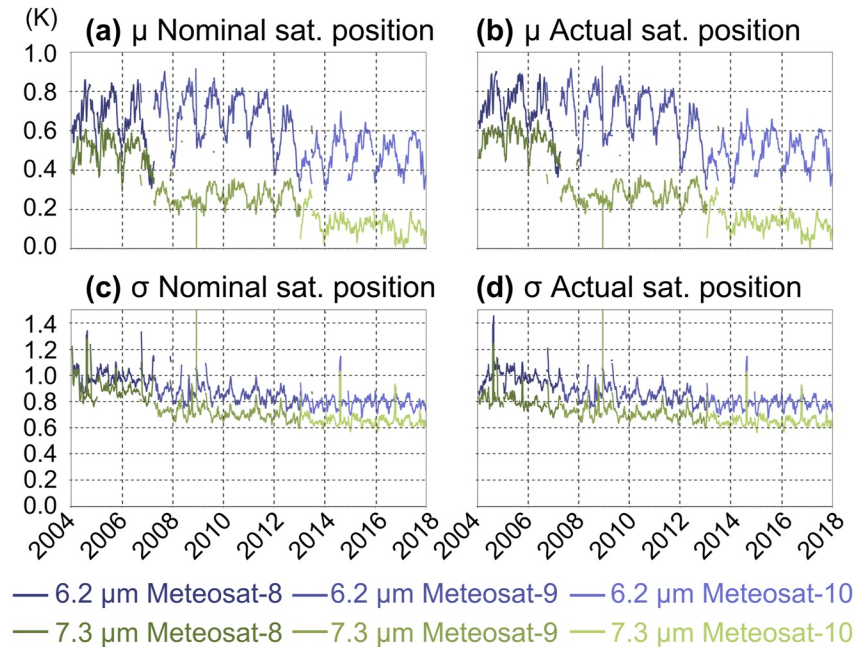 (K)
(a) μ Nominal sat. position
(b) μ Actual sat. position
1.0
0.8
0.6
0.4
0.2
0.0
(c) σ Nominal sat. position
(d) σ Actual sat. position
1.4
1.2
1.0
0.8
0.6
0.4
0.2
0.0
2004 2006 2008 2010 2012 2014 2016 2018
2004 2006 2008 2010 2012 2014 2016 2018
6.2 μm Meteosat-8 6.2 μm Meteosat-9 6.2 μm Meteosat-10
7.3 μm Meteosat-8 7.3 μm Meteosat-9 7.3 μm Meteosat-10